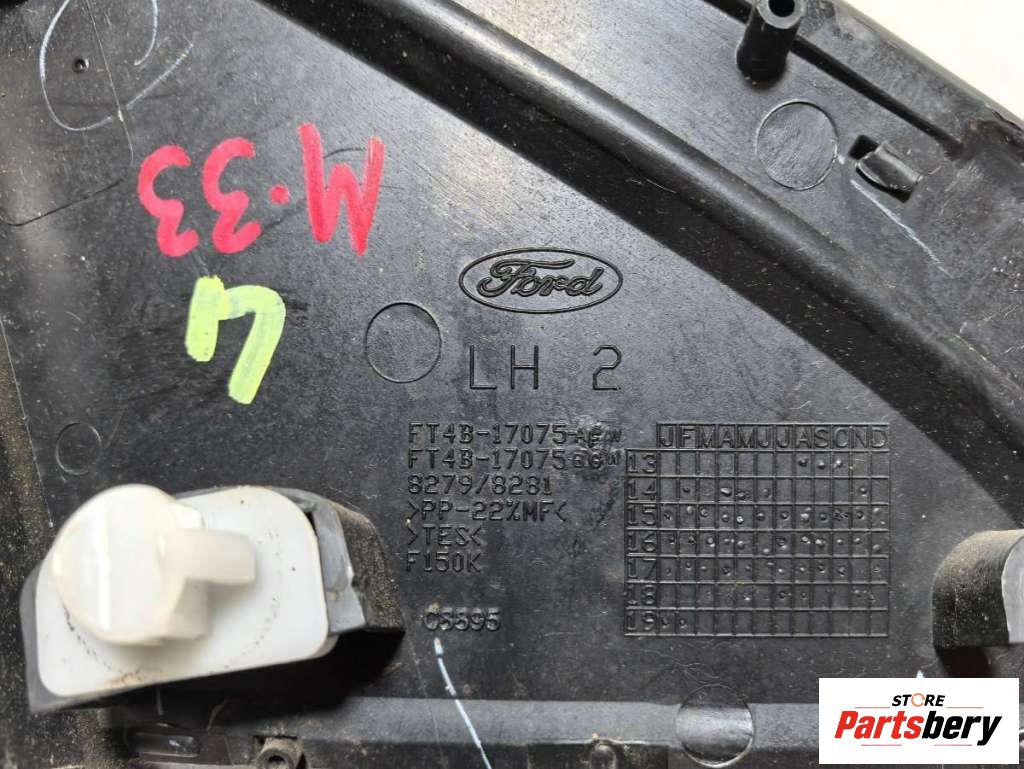 M·33
4
Ford
LH 2
FT4B-17075
FT4B-17075
8279/8281
>PP-22%MF<
>TES<
F150K
JFMAMJJASOND
13
14
15
16
17
18
19
STORE
Partsbery